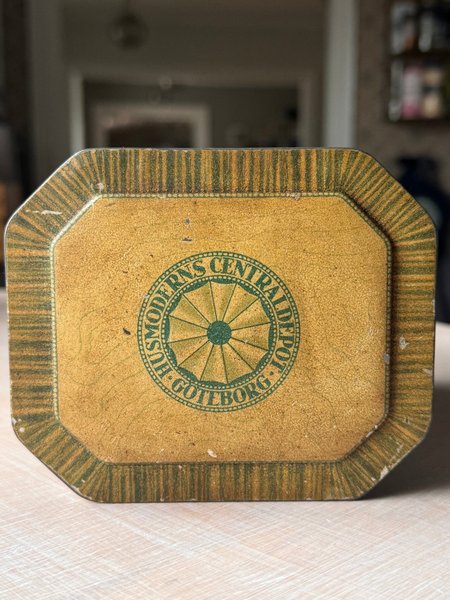 HUSMODERNS CENTRALDEPOT
· GÖTEBORG ·